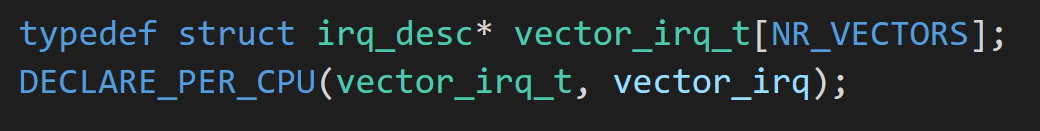 typedef struct irq_desc* vector_irq_t[NR_VECTORS];
DECLARE_PER_CPU(vector_irq_t, vector_irq);